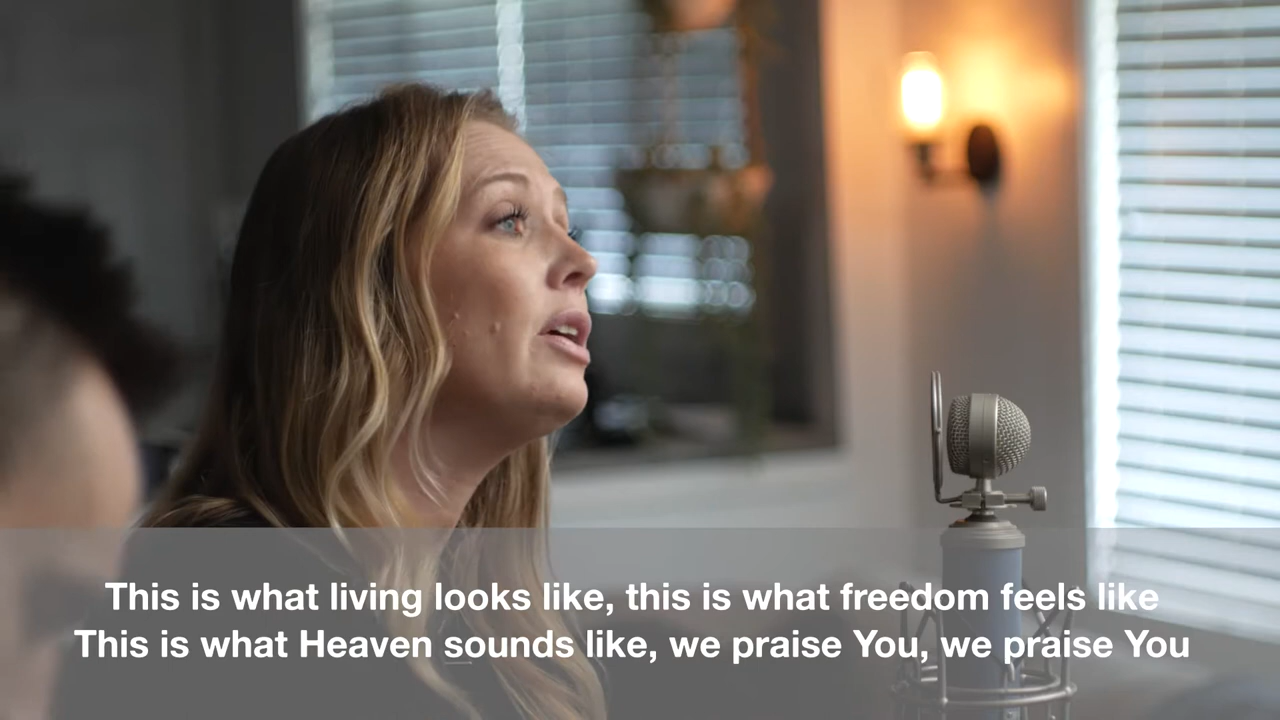 This is what living looks like, this is what freedom feels like
This is what Heaven sounds like, we praise You, we praise You